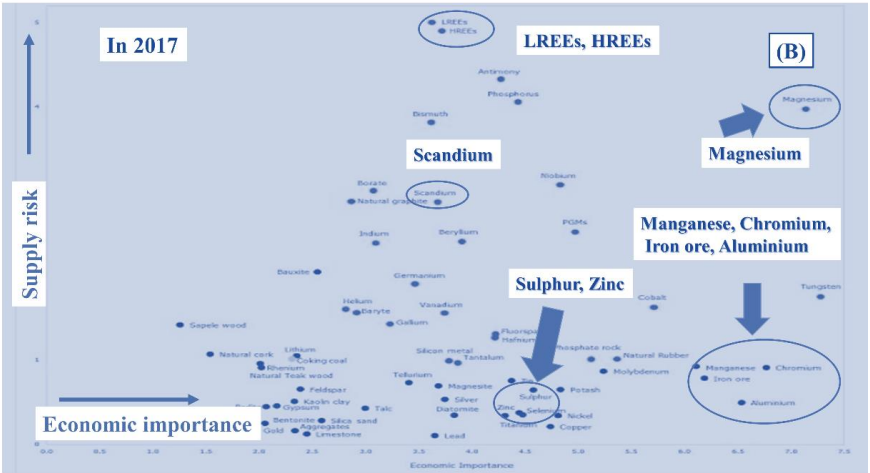 5
LREEs
HREEs
In 2017
LREEs, HREEs
(B)
Antimony
Phosphorus
Magnesium
4
Bismuth
Magnesium
Scandium
Niobium
Borate
Scandium
Natural graphite
Supply risk
Manganese, Chromium,
Iron ore, Aluminium
PGMs
Indium
Beryllium
Bauxite
Germanium
Sulphur, Zinc
Tungsten
Helium
Baryte
Vanadium
Cobalt
Sapele wood
Gallium
Hafnium
Phosphate rock
Natural cork
Lithium
Coking coal
Silicon metal
Tantalum
Natural Rubber
1
Rhenium
Natural Teak wood
Molybdenum
Manganese
Chromium
Iron ore
Tellurium
Magnesite
Feldspar
Potash
Sulphur
Kaolin clay
Silver
Aluminium
Economic importance
Gypsum
Talc
Diatomite
Zinc
Selenium
Nickel
Bentonite
Silica sand
Titanium
Copper
Gold
Aggregates
Limestone
Lead
0
0.0
0.5
1.0
1.5
2.0
2.5
3.0
3.5
4.0
4.5
5.0
5.5
6.0
6.5
7.0
7.5
Economic Importance